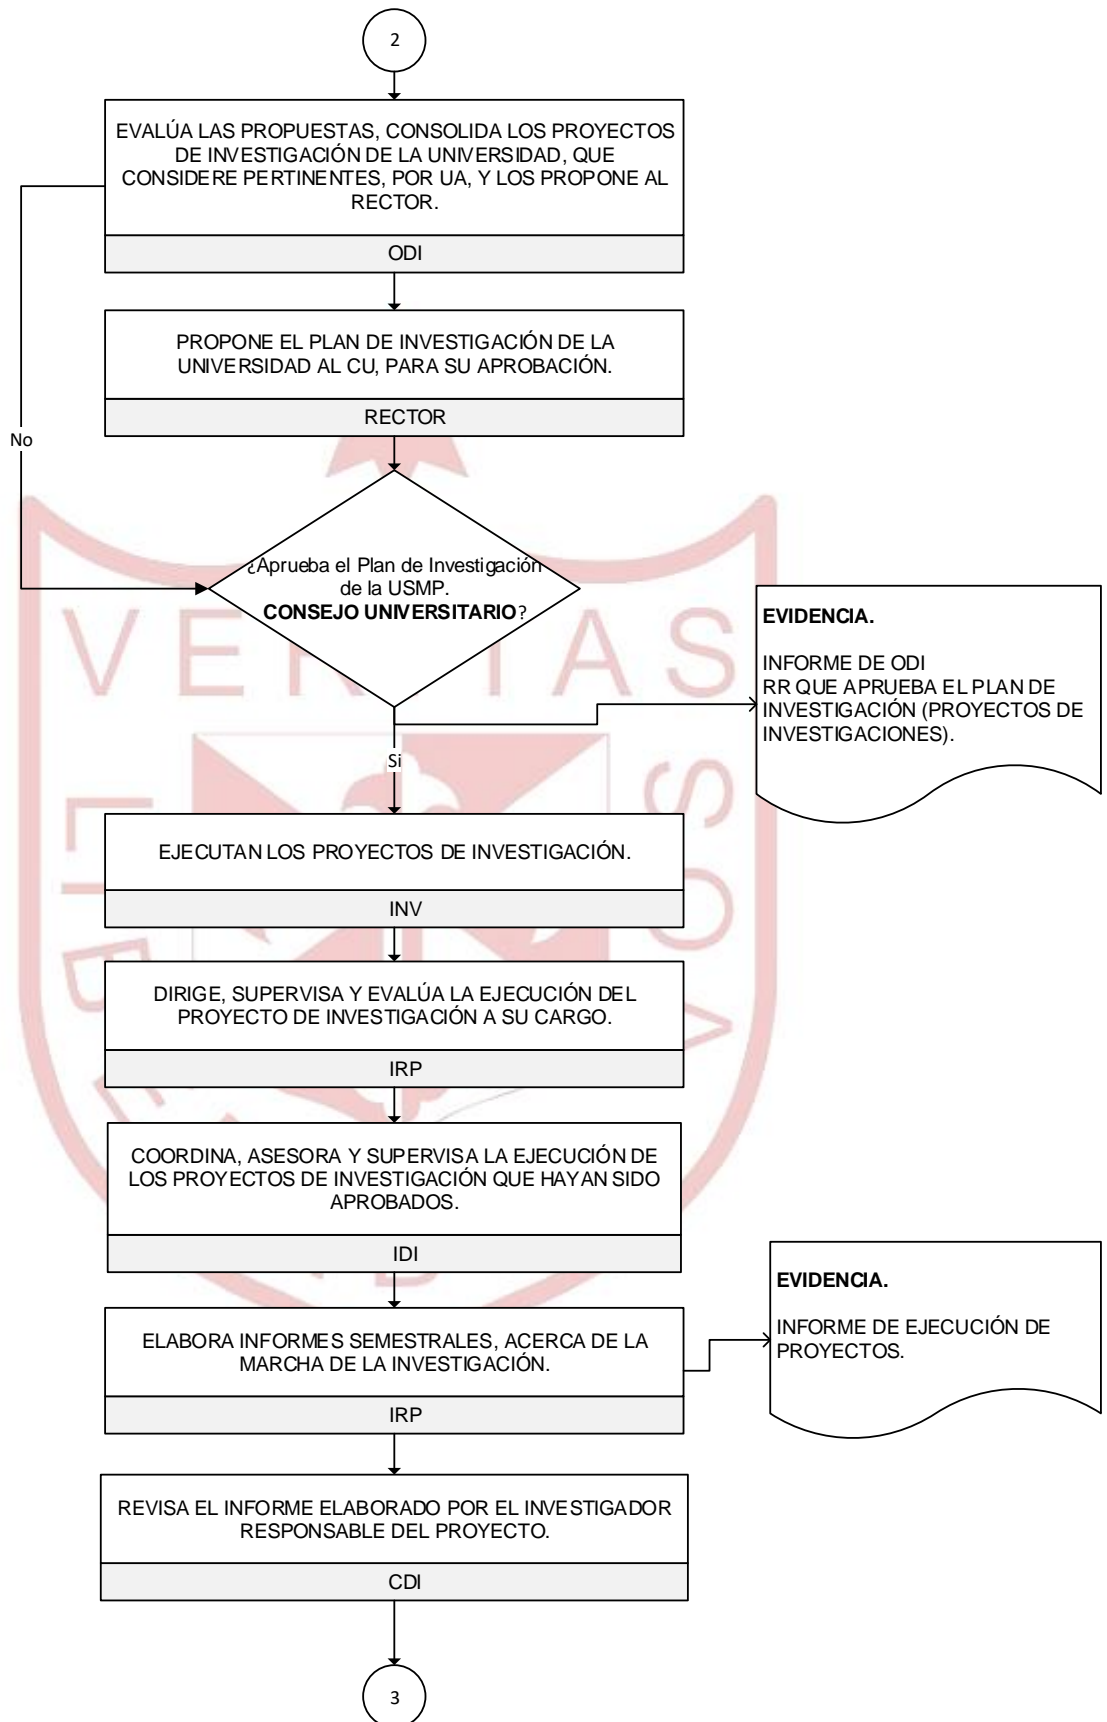 2
EVALÚA LAS PROPUESTAS, CONSOLIDA LOS PROYECTOS
DE INVESTIGACIÓN DE LA UNIVERSIDAD, QUE
CONSIDERE PERTINENTES, POR UA, Y LOS PROPONE AL
RECTOR.
ODI
PROPONE EL PLAN DE INVESTIGACIÓN DE LA
UNIVERSIDAD AL CU, PARA SU APROBACIÓN.
RECTOR
No
¿Aprueba el Plan de Investigación
de la USMP.
CONSEJO UNIVERSITARIO?
EVIDENCIA.
INFORME DE ODI
RR QUE APRUEBA EL PLAN DE
INVESTIGACIÓN (PROYECTOS DE
INVESTIGACIONES).
Si
EJECUTAN LOS PROYECTOS DE INVESTIGACIÓN.
INV
DIRIGE, SUPERVISA Y EVALÚA LA EJECUCIÓN DEL
PROYECTO DE INVESTIGACIÓN A SU CARGO.
IRP
COORDINA, ASESORA Y SUPERVISA LA EJECUCIÓN DE
LOS PROYECTOS DE INVESTIGACIÓN QUE HAYAN SIDO
APROBADOS.
IDI
ELABORA INFORMES SEMESTRALES, ACERCA DE LA
MARCHA DE LA INVESTIGACIÓN.
IRP
EVIDENCIA.
INFORME DE EJECUCIÓN DE
PROYECTOS.
REVISA EL INFORME ELABORADO POR EL INVESTIGADOR
RESPONSABLE DEL PROYECTO.
CDI
3